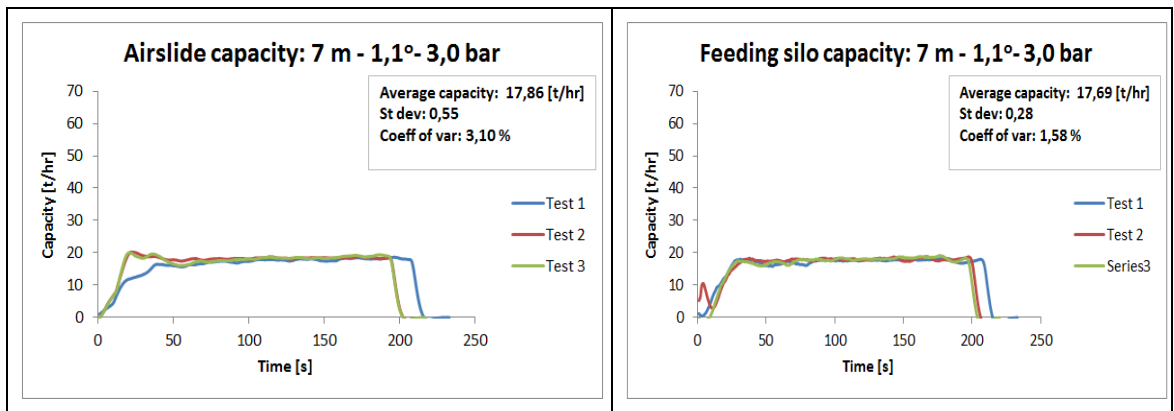 Airslide capacity: 7 m - 1,1°- 3,0 bar
Average capacity: 17,86 [t/hr]
St dev: 0,55
Coeff of var: 3,10 %
Capacity [t/hr]
70
60
50
40
30
20
10
0
0 50 100 150 200 250
Time [s]
Test 1
Test 2
Test 3
Feeding silo capacity: 7 m - 1,1°- 3,0 bar
Average capacity: 17,69 [t/hr]
St dev: 0,28
Coeff of var: 1,58 %
Capacity [t/hr]
70
60
50
40
30
20
10
0
0 50 100 150 200 250
Time [s]
Test 1
Test 2
Series3